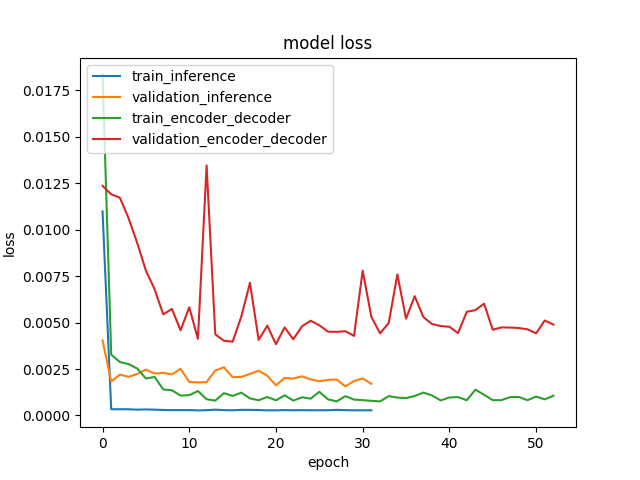 model loss
train_inference
validation_inference
train_encoder_decoder
validation_encoder_decoder
loss
0.0175
0.0150
0.0125
0.0100
0.0075
0.0050
0.0025
0.0000
0 10 20 30 40 50
epoch